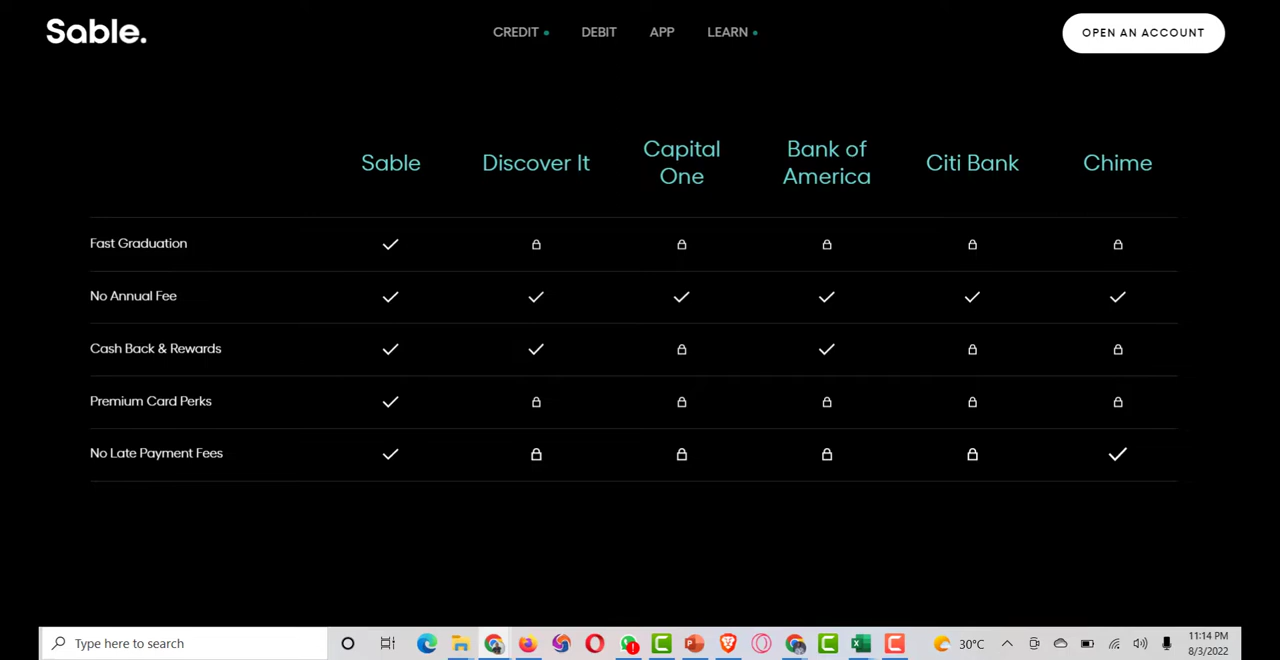 Sable.
CREDIT DEBIT APP LEARN
OPEN AN ACCOUNT
Sable Discover It Capital One Bank of America Citi Bank Chime
Fast Graduation
No Annual Fee
Cash Back & Rewards
Premium Card Perks
No Late Payment Fees
Type here to search
30°C
11:14 PM
8/3/2022